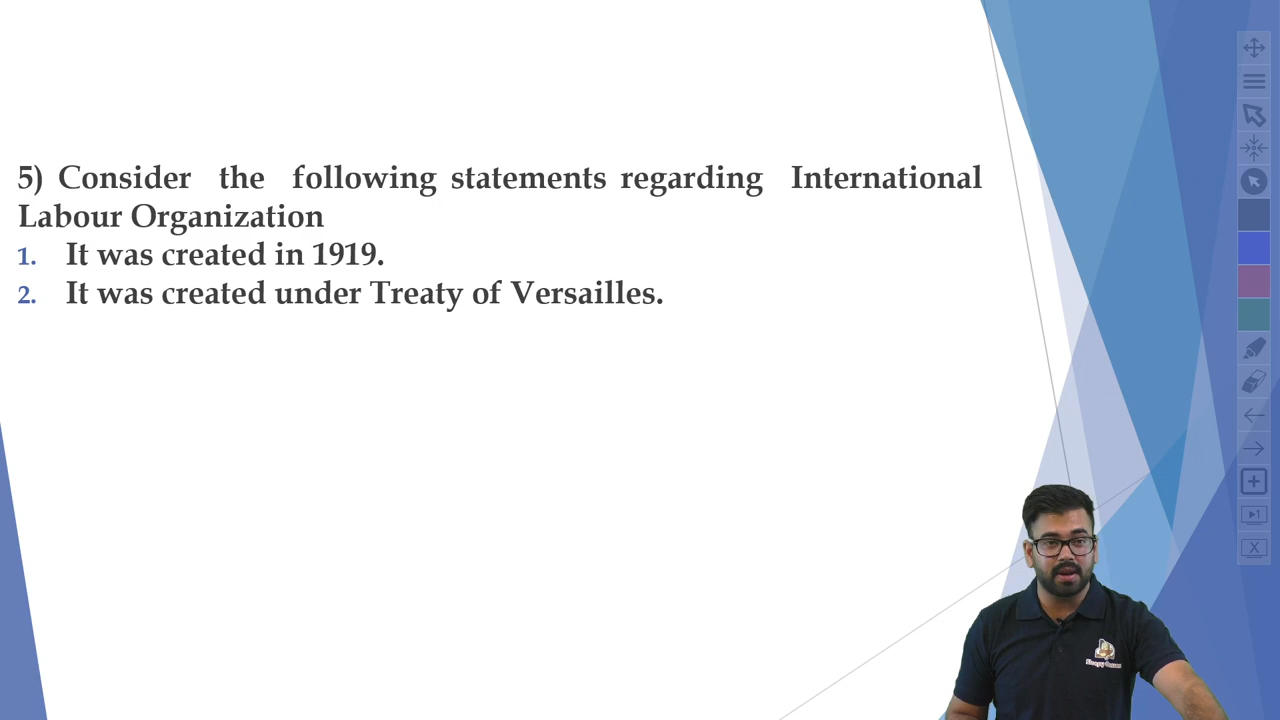 5) Consider the following statements regarding International
Labour Organization
1. It was created in 1919.
2. It was created under Treaty of Versailles.